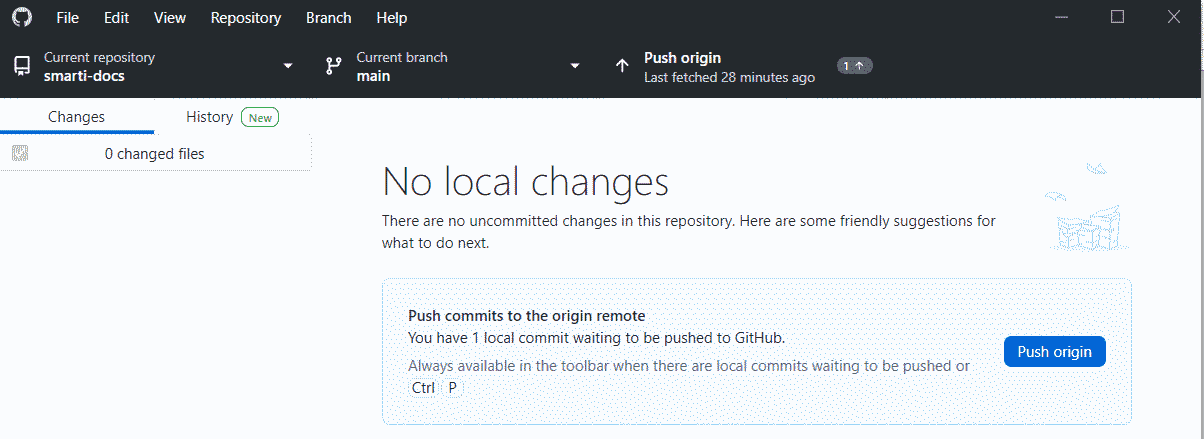 File Edit View Repository Branch Help
Current repository
smarti-docs
Current branch
main
Push origin
Last fetched 28 minutes ago
1
Changes
History New
0 changed files
No local changes
There are no uncommitted changes in this repository. Here are some friendly suggestions for
what to do next.
Push commits to the origin remote
You have 1 local commit waiting to be pushed to GitHub.
Always available in the toolbar when there are local commits waiting to be pushed or
Ctrl P
Push origin